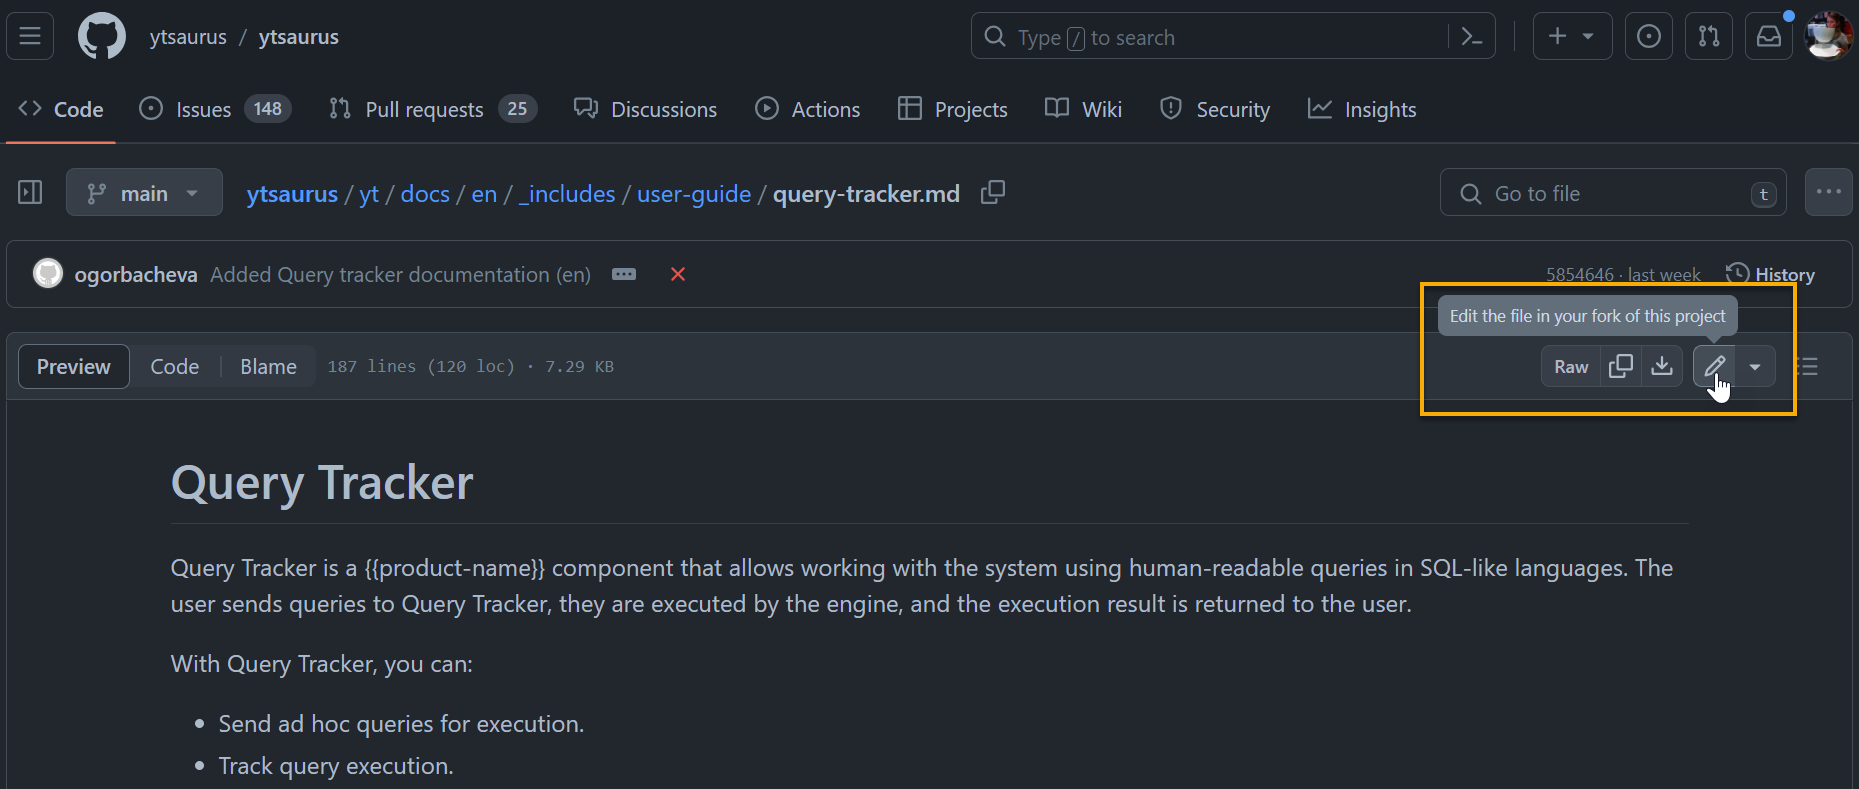 ytsaurus / ytsaurus
Type / to search
Code
Issues 148
Pull requests 25
Discussions
Actions
Projects
Wiki
Security
Insights
main
ytsaurus / yt / docs / en / _includes / user-guide / query-tracker.md
Go to file
t
ogorbacheva Added Query tracker documentation (en)
5854646 · last week
History
Edit the file in your fork of this project
Preview
Code
Blame
187 lines (120 loc) · 7.29 KB
Raw
Query Tracker
Query Tracker is a {{product-name}} component that allows working with the system using human-readable queries in SQL-like languages. The
user sends queries to Query Tracker, they are executed by the engine, and the execution result is returned to the user.
With Query Tracker, you can:
• Send ad hoc queries for execution.
• Track query execution.